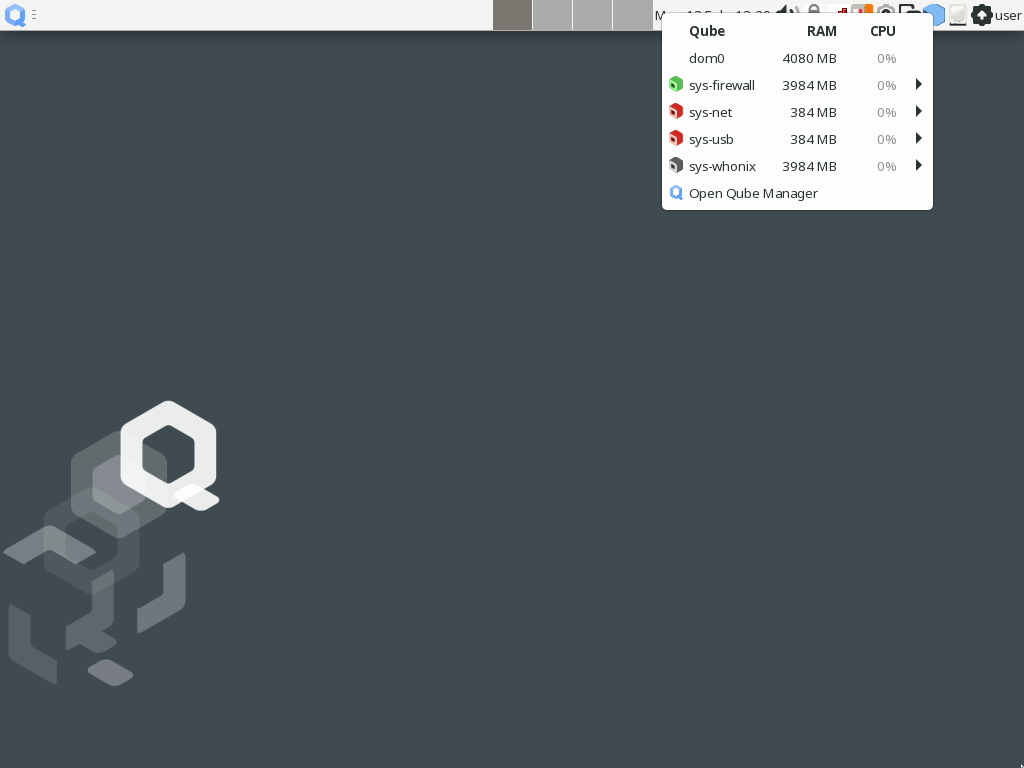 user
Qube RAM CPU
dom0 4080 MB 0%
sys-firewall 3984 MB 0%
sys-net 384 MB 0%
sys-usb 384 MB 0%
sys-whonix 3984 MB 0%
Open Qube Manager